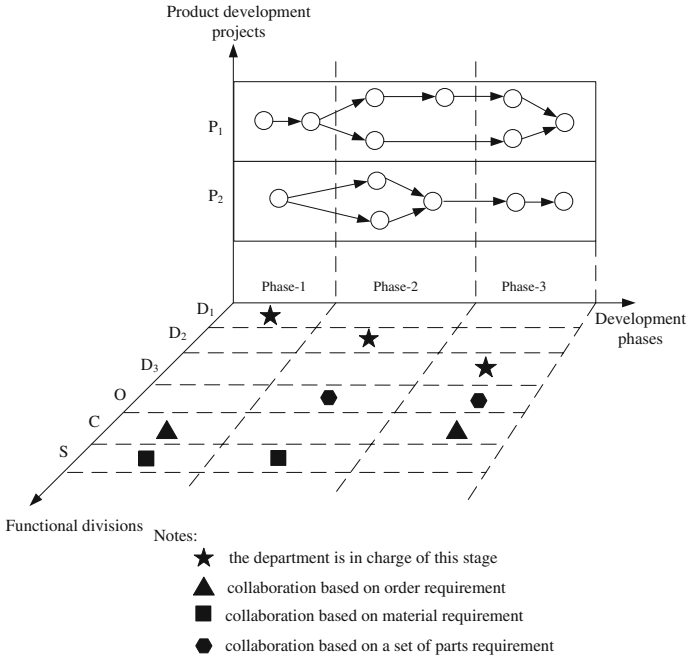 Product development
projects
P1
P2
Phase-1 Phase-2 Phase-3
D1
D2
D3
O
C
S
Development
phases
Functional divisions
Notes:
the department is in charge of this stage
collaboration based on order requirement
collaboration based on material requirement
collaboration based on a set of parts requirement